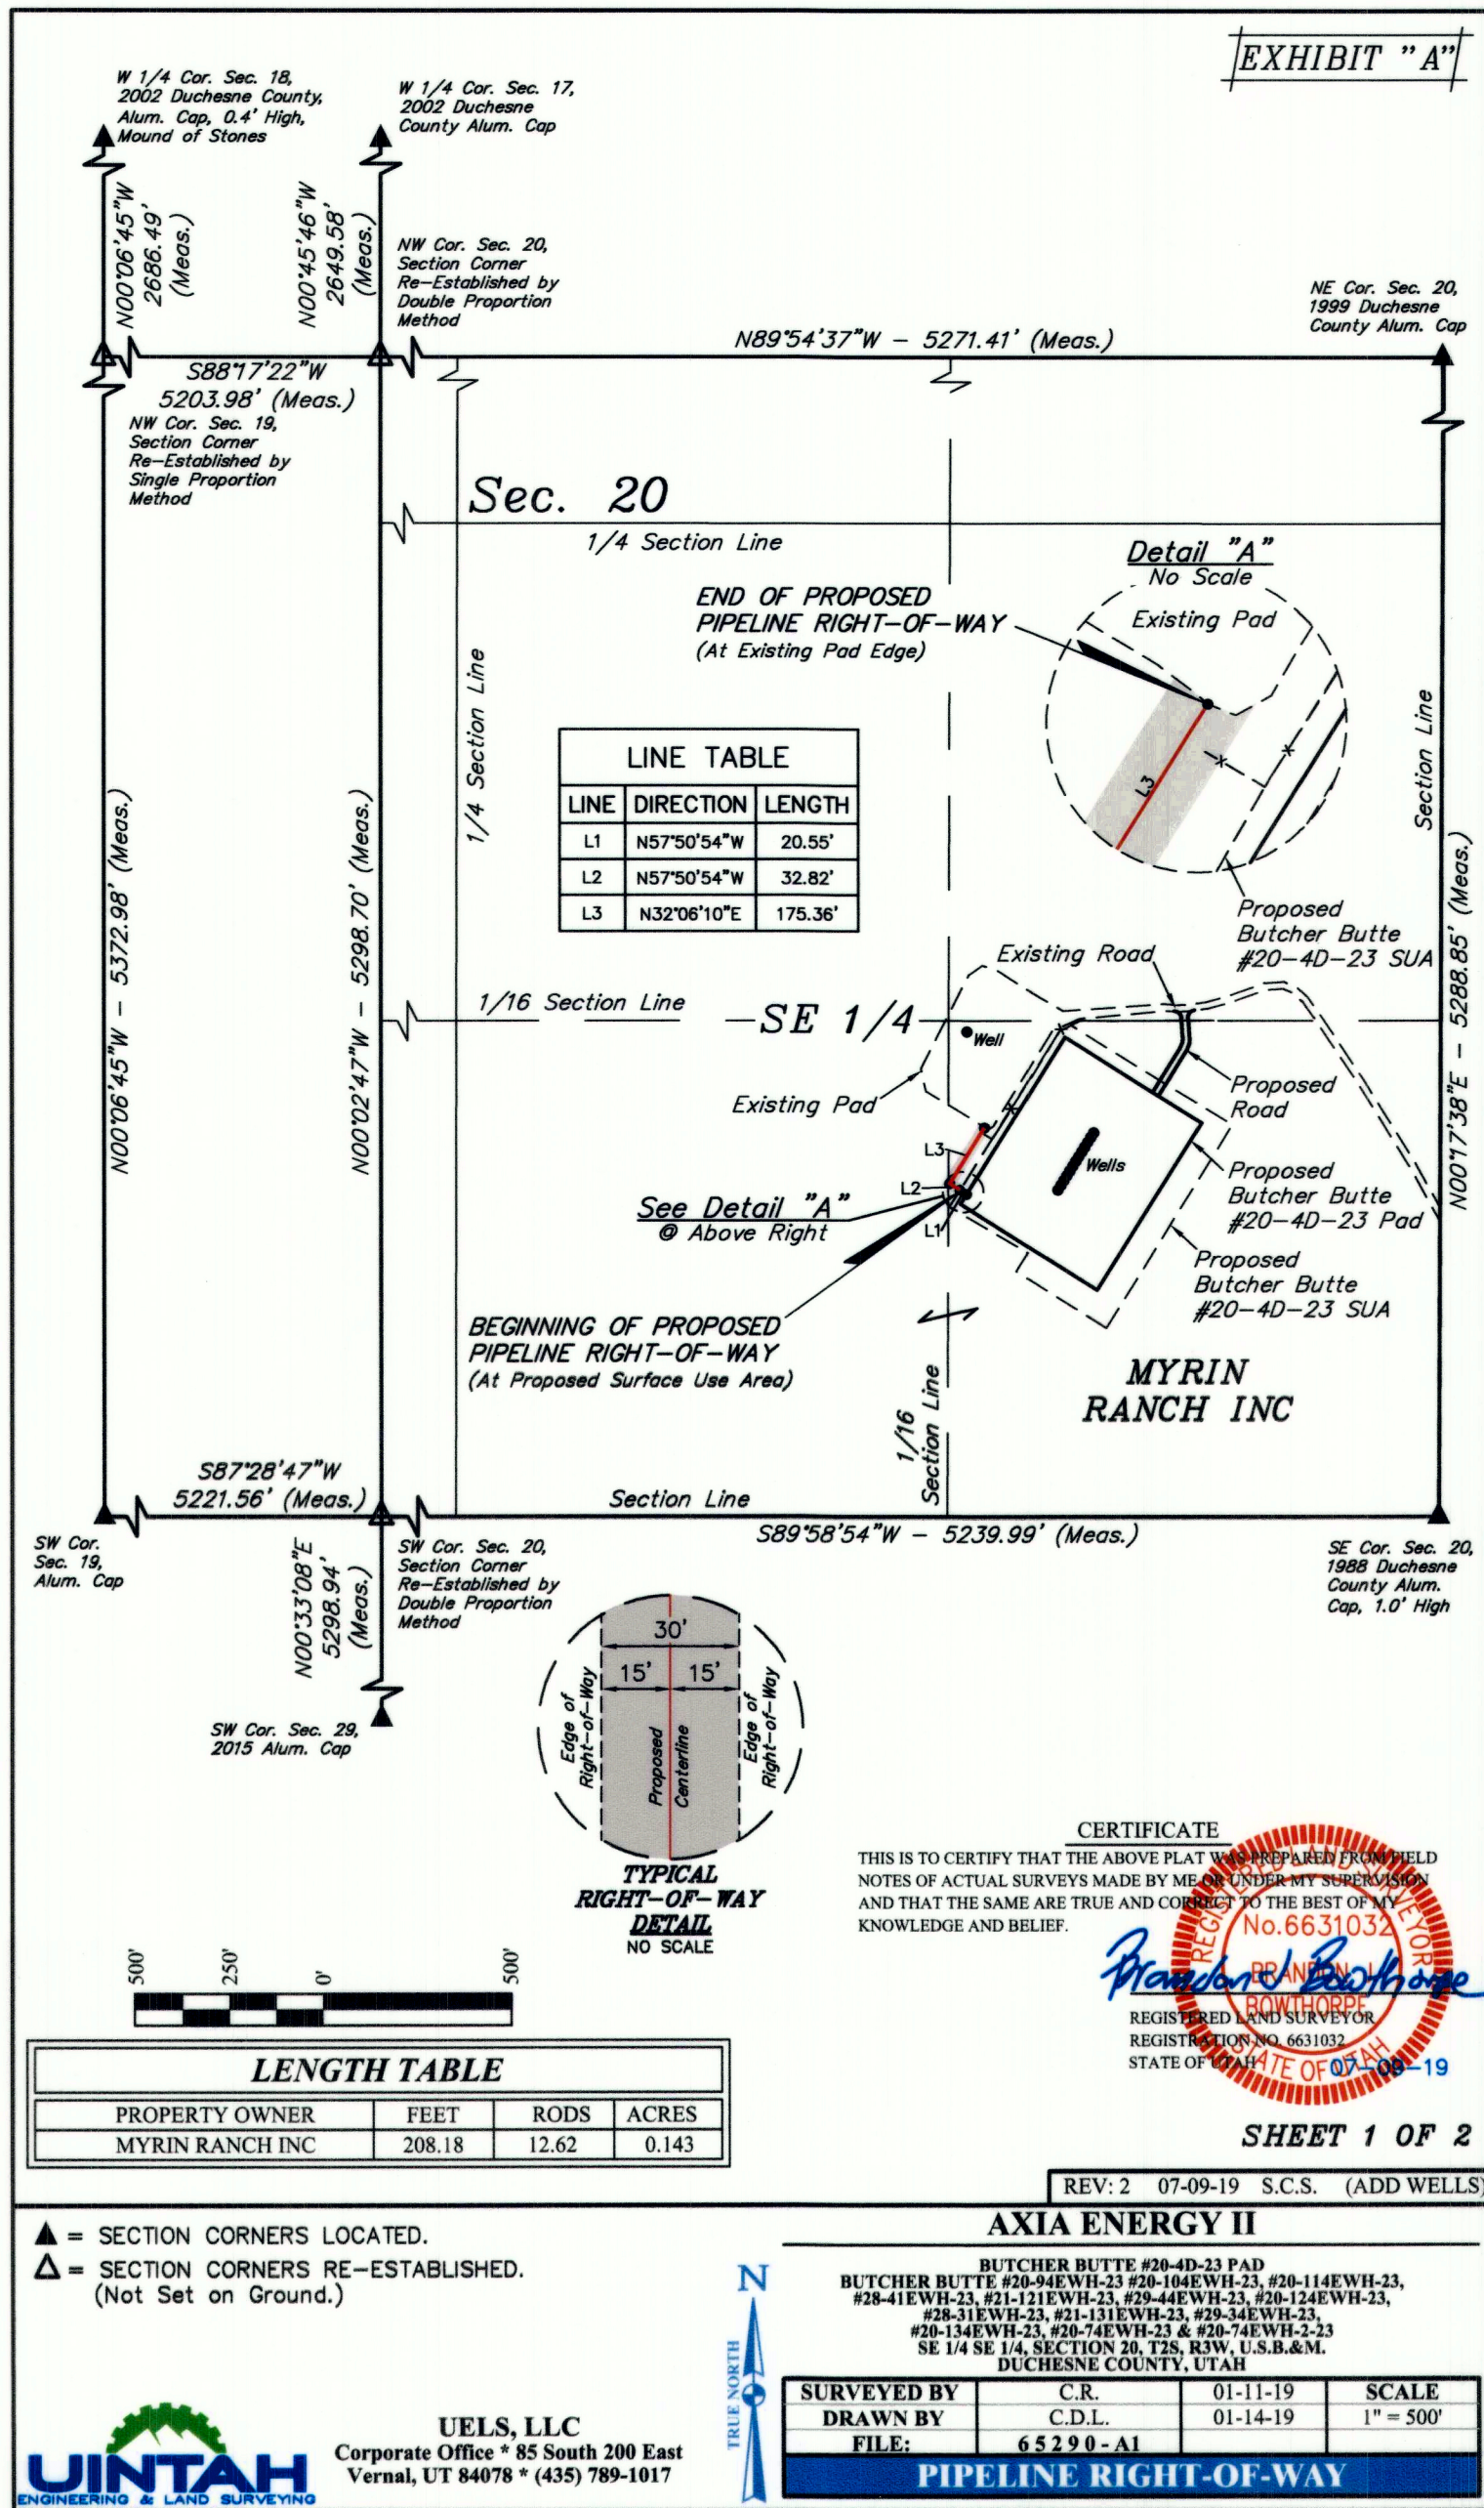 EXHIBIT "A"
W 1/4 Cor. Sec. 18,
2002 Duchesne County,
Alum. Cap, 0.4' High,
Mound of Stones
W 1/4 Cor. Sec. 17,
2002 Duchesne
County Alum. Cap
N00°06'45"W
2686.49'
(Meas.)
N00°45'46"W
2649.58'
(Meas.)
NW Cor. Sec. 20,
Section Corner
Re-Established by
Double Proportion
Method
NE Cor. Sec. 20,
1999 Duchesne
County Alum. Cap
N89°54'37"W - 5271.41' (Meas.)
S88°17'22"W
5203.98' (Meas.)
NW Cor. Sec. 19,
Section Corner
Re-Established by
Single Proportion
Method
Sec. 20
1/4 Section Line
Detail "A"
No Scale
END OF PROPOSED
PIPELINE RIGHT-OF-WAY
(At Existing Pad Edge)
Existing Pad
L3
1/4 Section Line
Section Line
LINE TABLE
LINE DIRECTION LENGTH
L1 N57°50'54"W 20.55'
L2 N57°50'54"W 32.82'
L3 N32°06'10"E 175.36'
N00°06'45"W - 5372.98' (Meas.)
N00°02'47"W - 5298.70' (Meas.)
N00°17'38"E - 5288.85' (Meas.)
Proposed
Butcher Butte
#20-4D-23 SUA
Existing Road
1/16 Section Line
SE 1/4
Well
Existing Pad
Proposed
Road
L3
Wells
L2
L1
Proposed
Butcher Butte
#20-4D-23 Pad
See Detail "A"
@ Above Right
Proposed
Butcher Butte
#20-4D-23 SUA
BEGINNING OF PROPOSED
PIPELINE RIGHT-OF-WAY
(At Proposed Surface Use Area)
1/16
Section Line
MYRIN
RANCH INC
S87°28'47"W
5221.56' (Meas.)
Section Line
S89°58'54"W - 5239.99' (Meas.)
SW Cor.
Sec. 19,
Alum. Cap
N00°33'08"E
5298.94'
(Meas.)
SW Cor. Sec. 20,
Section Corner
Re-Established by
Double Proportion
Method
SE Cor. Sec. 20,
1988 Duchesne
County Alum.
Cap, 1.0' High
SW Cor. Sec. 29,
2015 Alum. Cap
30'
15' 15'
Edge of
Right-of-Way
Proposed
Centerline
Edge of
Right-of-Way
TYPICAL
RIGHT-OF-WAY
DETAIL
NO SCALE
500' 250' 0' 500'
CERTIFICATE
THIS IS TO CERTIFY THAT THE ABOVE PLAT WAS PREPARED FROM FIELD
NOTES OF ACTUAL SURVEYS MADE BY ME OR UNDER MY SUPERVISION
AND THAT THE SAME ARE TRUE AND CORRECT TO THE BEST OF MY
KNOWLEDGE AND BELIEF.
REGISTERED LAND SURVEYOR
No.6631032
BRANDON J.
BOWTHORPE
STATE OF UTAH
Brandon J Bowthorpe
REGISTERED LAND SURVEYOR
REGISTRATION NO. 6631032
STATE OF UTAH
07-09-19
LENGTH TABLE
PROPERTY OWNER FEET RODS ACRES
MYRIN RANCH INC 208.18 12.62 0.143
SHEET 1 OF 2
REV: 2 07-09-19 S.C.S. (ADD WELLS)
▲ = SECTION CORNERS LOCATED.
△ = SECTION CORNERS RE-ESTABLISHED.
(Not Set on Ground.)
AXIA ENERGY II
BUTCHER BUTTE #20-4D-23 PAD
BUTCHER BUTTE #20-94EWH-23 #20-104EWH-23, #20-114EWH-23,
#28-41EWH-23, #21-121EWH-23, #29-44EWH-23, #20-124EWH-23,
#28-31EWH-23, #21-131EWH-23, #29-34EWH-23,
#20-134EWH-23, #20-74EWH-23 & #20-74EWH-2-23
SE 1/4 SE 1/4, SECTION 20, T2S, R3W, U.S.B.&M.
DUCHESNE COUNTY, UTAH
N
TRUE NORTH
SURVEYED BY C.R. 01-11-19 SCALE
DRAWN BY C.D.L. 01-14-19 1" = 500'
FILE: 65290-A1
PIPELINE RIGHT-OF-WAY
UINTAH
ENGINEERING & LAND SURVEYING
UELS, LLC
Corporate Office * 85 South 200 East
Vernal, UT 84078 * (435) 789-1017